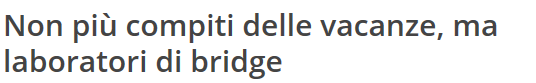 Non più compiti delle vacanze, ma
laboratori di bridge